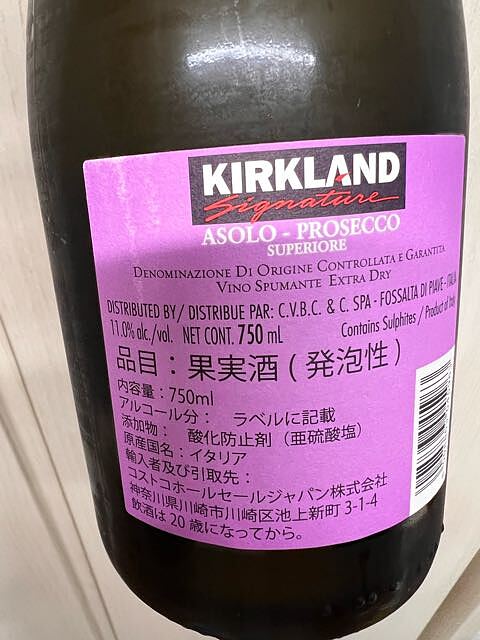 KIRKLAND
Signature
ASOLO - PROSECCO
SUPERIORE
DENOMINAZIONE DI ORIGINE CONTROLLATA E GARANTITA
VINO SPUMANTE EXTRA DRY
DISTRIBUTED BY/ DISTRIBUE PAR: C.V.B.C. & C. SPA - FOSSALTA DI PIAVE - ITALIA
11.0% alc./vol. NET CONT. 750 mL Contains Sulphites / Product of
品目：果実酒 ( 発泡性 )
内容量：750ml
アルコール分： ラベルに記載
添加物： 酸化防止剤（亜硫酸塩）
原産国名：イタリア
輸入者及び引取先：
コストコホールセールジャパン株式会社
神奈川県川崎市川崎区池上新町 3-1-4
飲酒は 20 歳になってから。